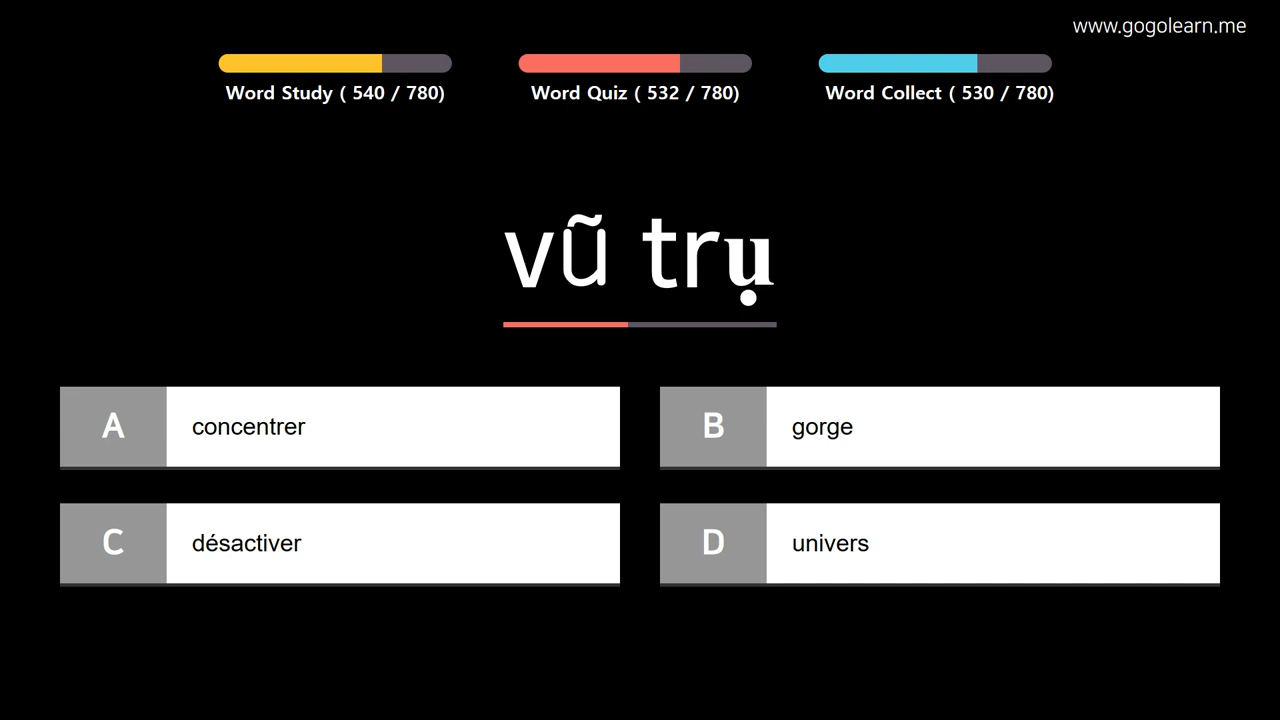 www.gogolearn.me
Word Study ( 540 / 780)
Word Quiz ( 532 / 780)
Word Collect ( 530 / 780)
vũ trụ
A concentrer
B gorge
C désactiver
D univers